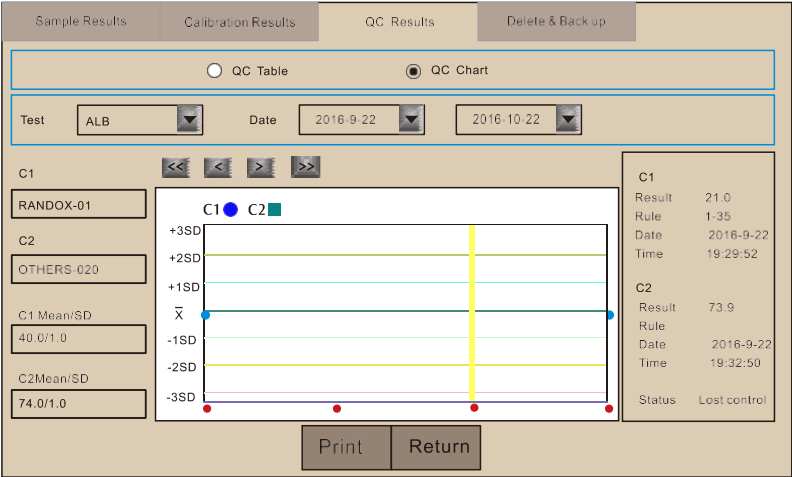 Sample Results
Calibration Results
QC Results
Delete & Back up
QC Table
QC Chart
Test
ALB
Date
2016-9-22
2016-10-22
C1
RANDOX-01
C2
OTHERS-020
C1 Mean/SD
40.0/1.0
C2Mean/SD
74.0/1.0
<<
<
>
>>
C1 C2
+3SD
+2SD
+1SD
X̅
-1SD
-2SD
-3SD
C1
Result 21.0
Rule 1-35
Date 2016-9-22
Time 19:29:52
C2
Result 73.9
Rule
Date 2016-9-22
Time 19:32:50
Status Lost control
Print
Return